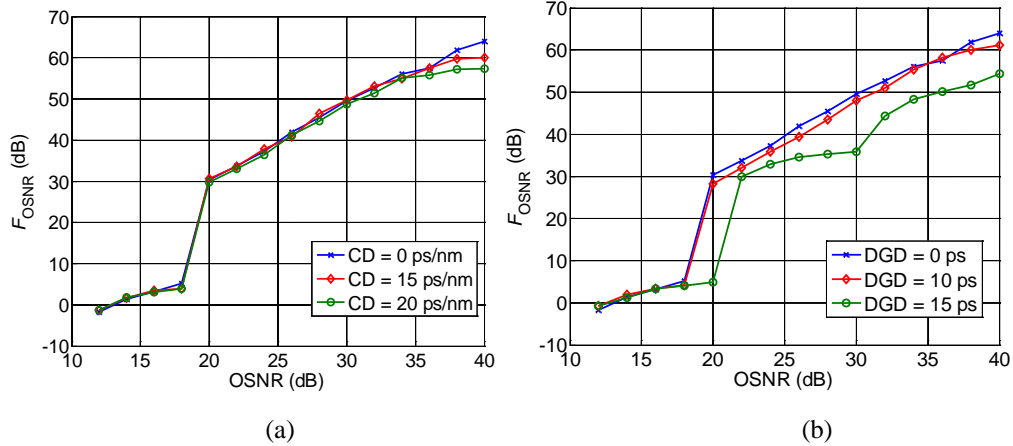 70
60
50
40
30
20
10
0
-10
F_OSNR (dB)
CD = 0 ps/nm
CD = 15 ps/nm
CD = 20 ps/nm
10 15 20 25 30 35 40
OSNR (dB)
(a)
70
60
50
40
30
20
10
0
-10
F_OSNR (dB)
DGD = 0 ps
DGD = 10 ps
DGD = 15 ps
10 15 20 25 30 35 40
OSNR (dB)
(b)